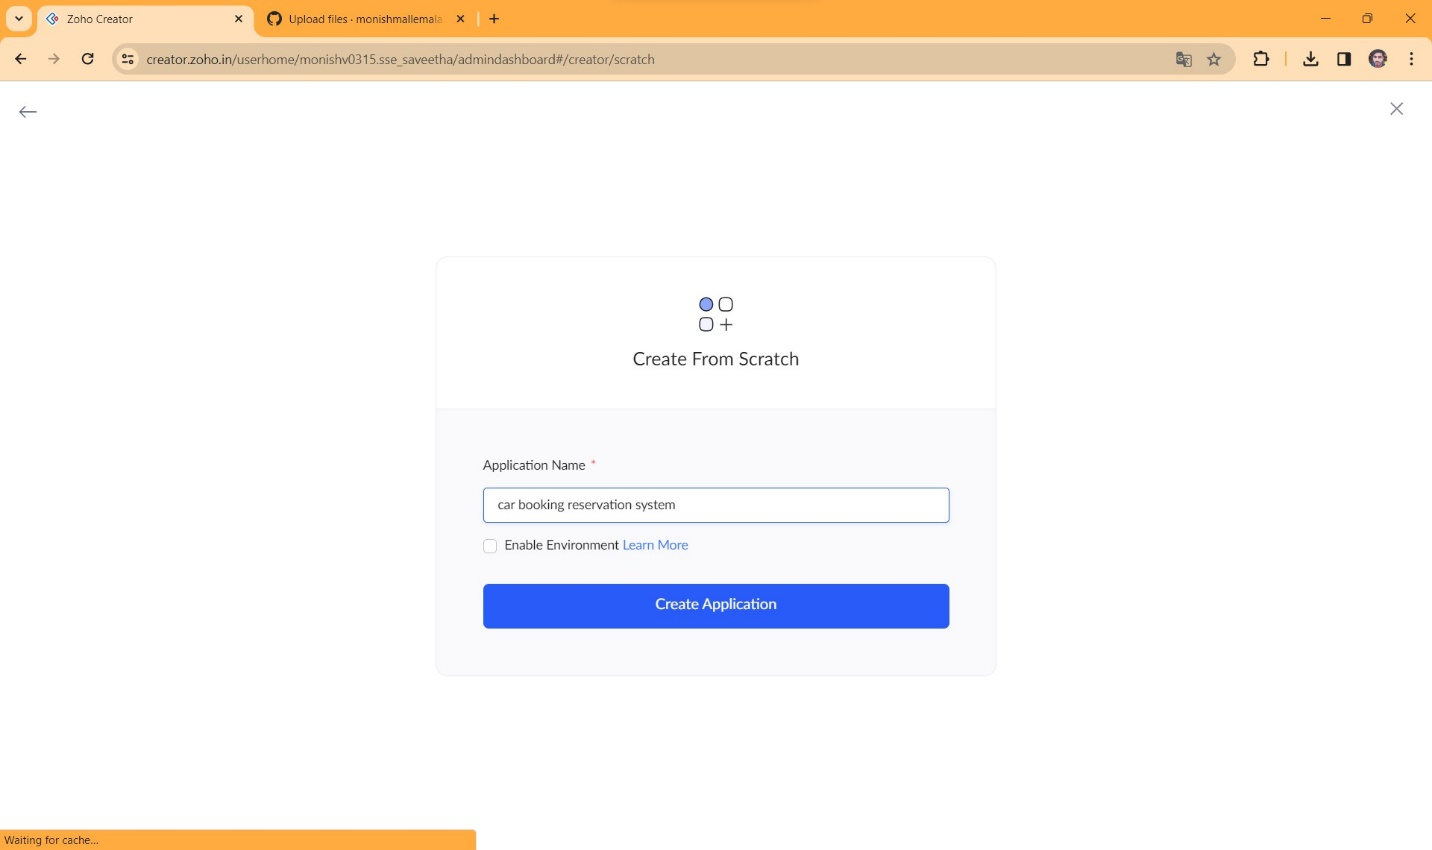 Zoho Creator
Upload files · monishmallemala
creator.zoho.in/userhome/monishv0315.sse_saveetha/admindashboard#/creator/scratch
Create From Scratch
Application Name *
car booking reservation system
Enable Environment Learn More
Create Application
Waiting for cache...